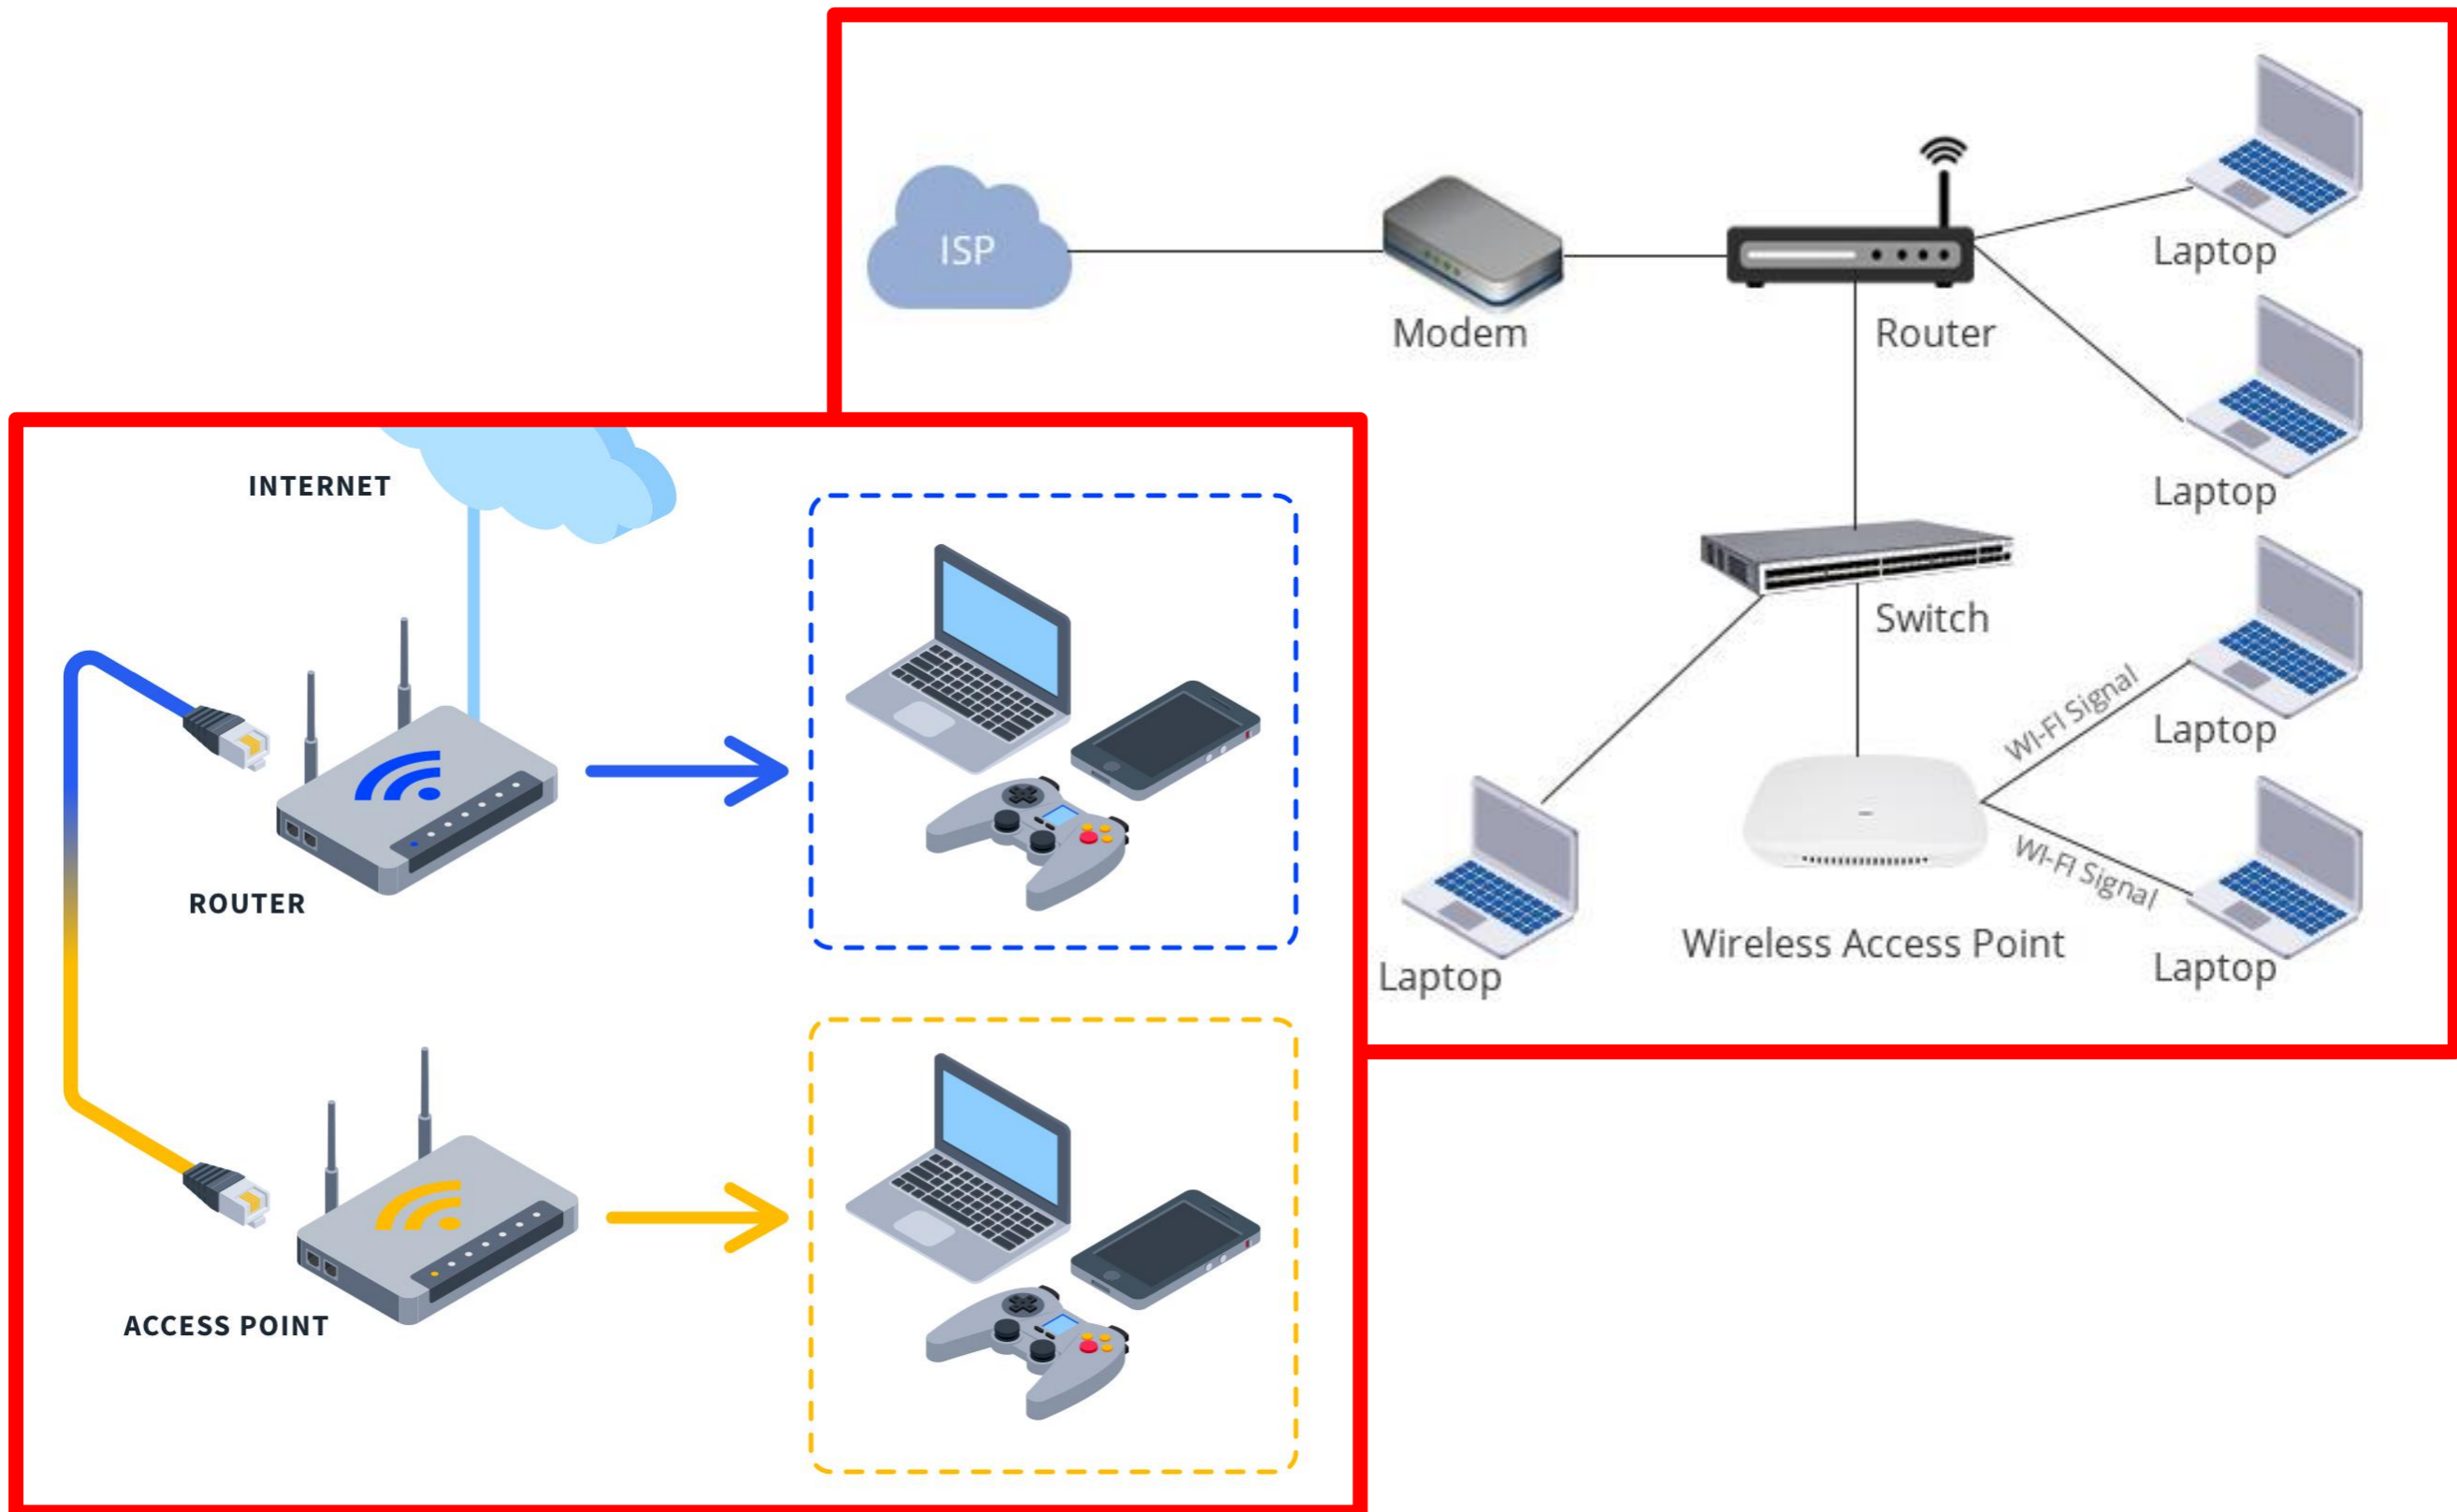 ISP
Modem
Router
Laptop
Laptop
Switch
WI-FI Signal
Laptop
WI-FI Signal
Wireless Access Point
Laptop
Laptop
INTERNET
ROUTER
ACCESS POINT